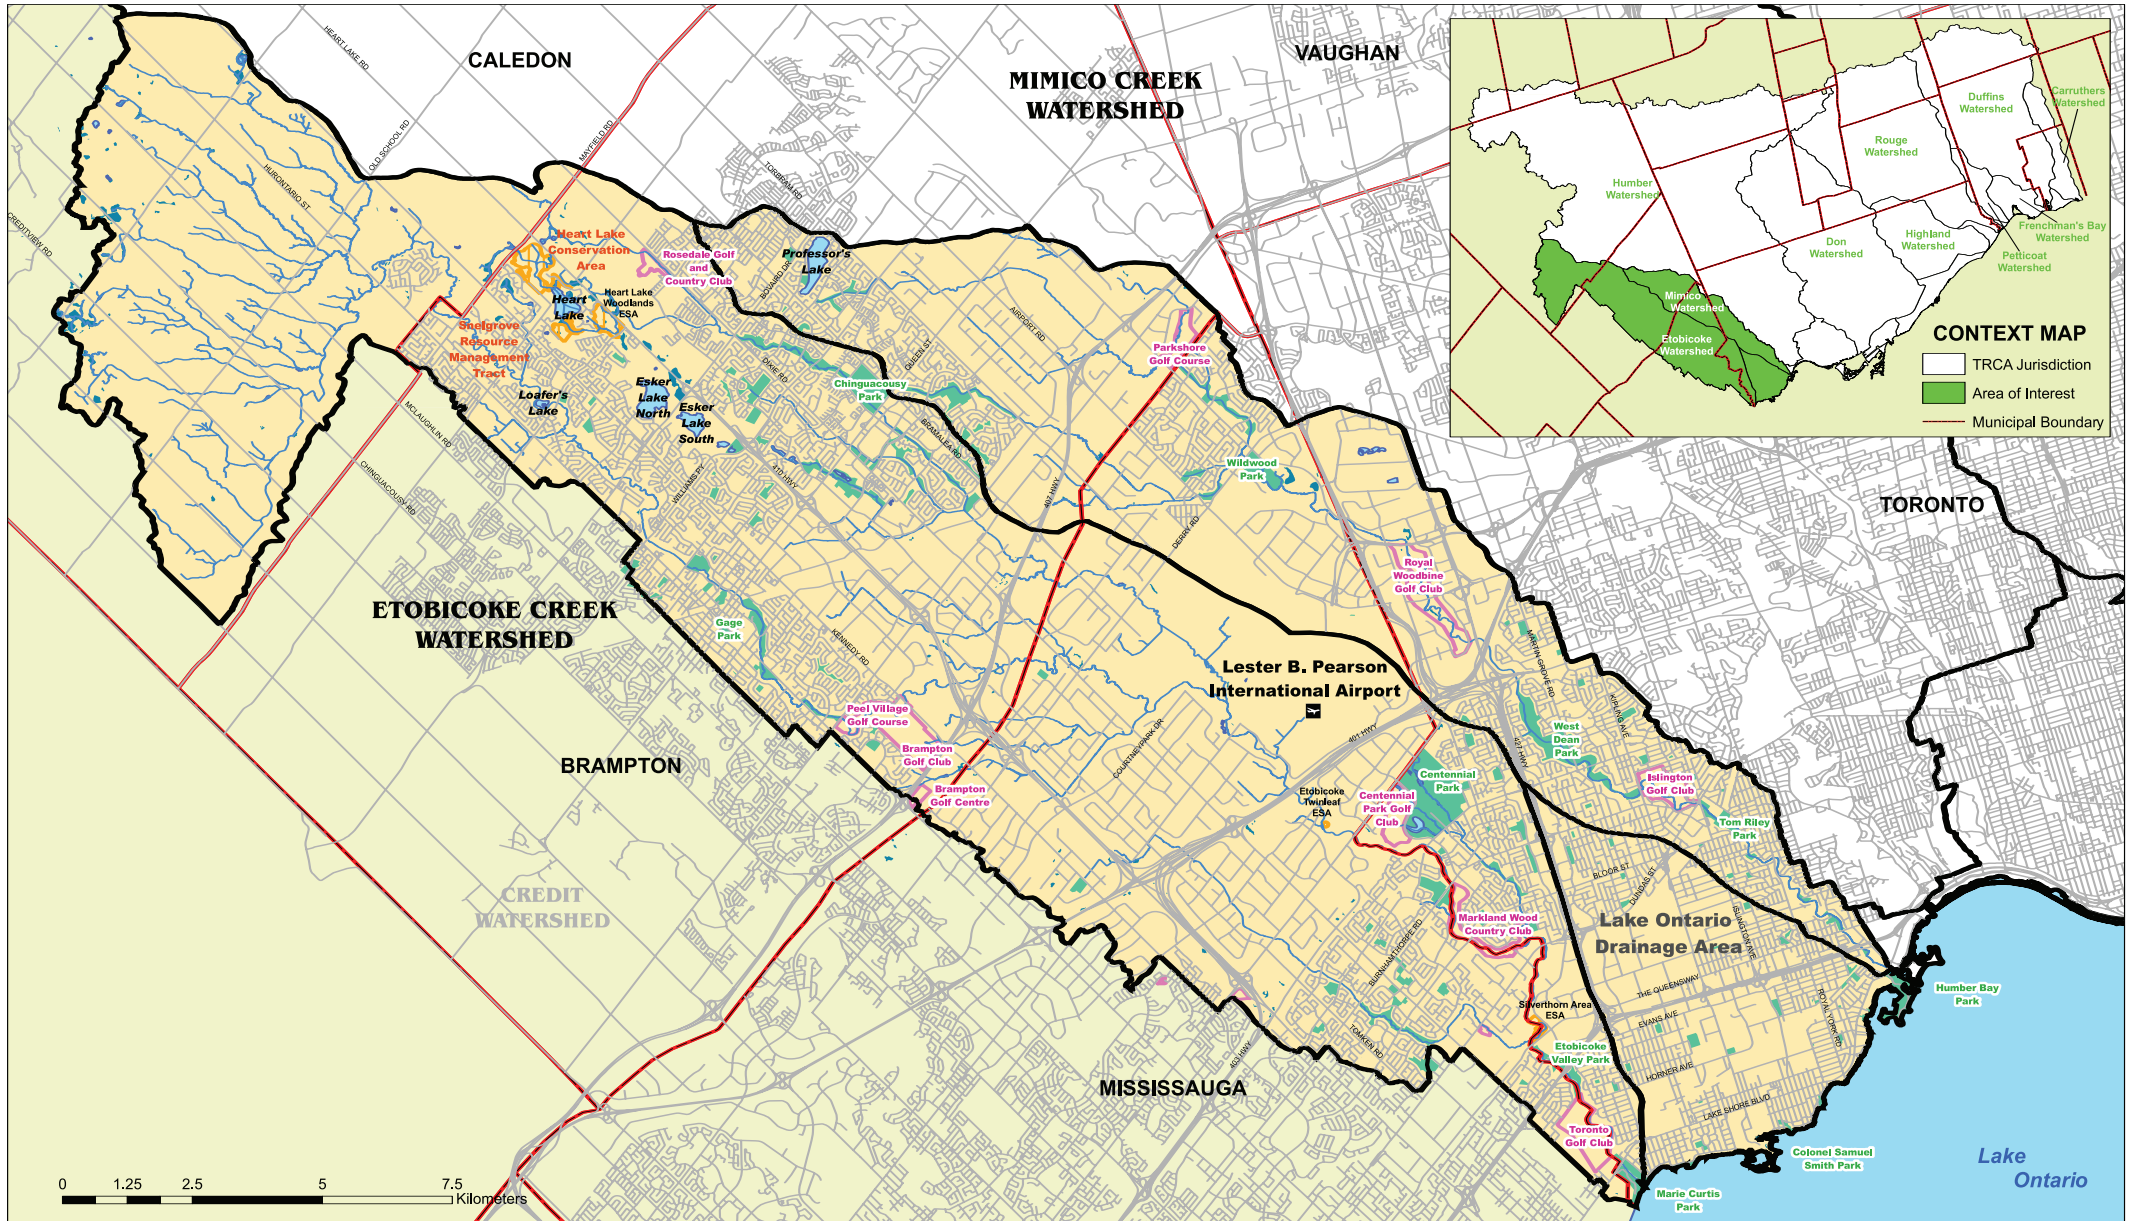 CALEDON
VAUGHAN
MIMICO CREEK
WATERSHED
HEART LAKE RD
OLD SCHOOL RD
MAYFIELD RD
TORBRAM RD
HURONTARIO ST
CREDITVIEW RD
Heart Lake
Conservation
Area
Rosedale Golf
and
Country Club
Professor's
Lake
BOVAIRD DR
Heart
Lake
Heart Lake
Woodlands
ESA
Snelgrove
Resource
Management
Tract
AIRPORT RD
Parkshore
Golf Course
QUEEN ST
DIXIE RD
Chinguacousy
Park
Loafer's
Lake
Esker
Lake
North
Esker
Lake
South
MCLAUGHLIN RD
BRAMALEA RD
CHINGUACOUSY RD
WILLIAMS PY
410 HWY
407 HWY
Wildwood
Park
DERRY RD
TORONTO
Royal
Woodbine
Golf Club
ETOBICOKE CREEK
WATERSHED
Gage
Park
KENNEDY RD
MARTIN GROVE RD
KIPLING AVE
Lester B. Pearson
International Airport
Peel Village
Golf Course
Brampton
Golf Club
Brampton
Golf Centre
COURTNEYPARK DR
401 HWY
427 HWY
West
Dean
Park
BRAMPTON
Centennial
Park
Centennial
Park Golf
Club
Etobicoke
Twinleaf
ESA
Islington
Golf Club
Tom Riley
Park
CREDIT
WATERSHED
BLOOR ST
DUNDAS ST
ISLINGTON AVE
Markland Wood
Country Club
BURNHAMTHORPE RD
Lake Ontario
Drainage Area
THE QUEENSWAY
Silverthorn Area
ESA
EVANS AVE
ROYAL YORK RD
Humber Bay
Park
Etobicoke
Valley Park
TOMKEN RD
403 HWY
HORNER AVE
MISSISSAUGA
LAKE SHORE BLVD
Toronto
Golf Club
Colonel Samuel
Smith Park
Marie Curtis
Park
Lake
Ontario
0 1.25 2.5 5 7.5
Kilometers
Duffins
Watershed
Carruthers
Watershed
Rouge
Watershed
Humber
Watershed
Don
Watershed
Highland
Watershed
Frenchman's Bay
Watershed
Petticoat
Watershed
Mimico
Watershed
Etobicoke
Watershed
CONTEXT MAP
TRCA Jurisdiction
Area of Interest
Municipal Boundary